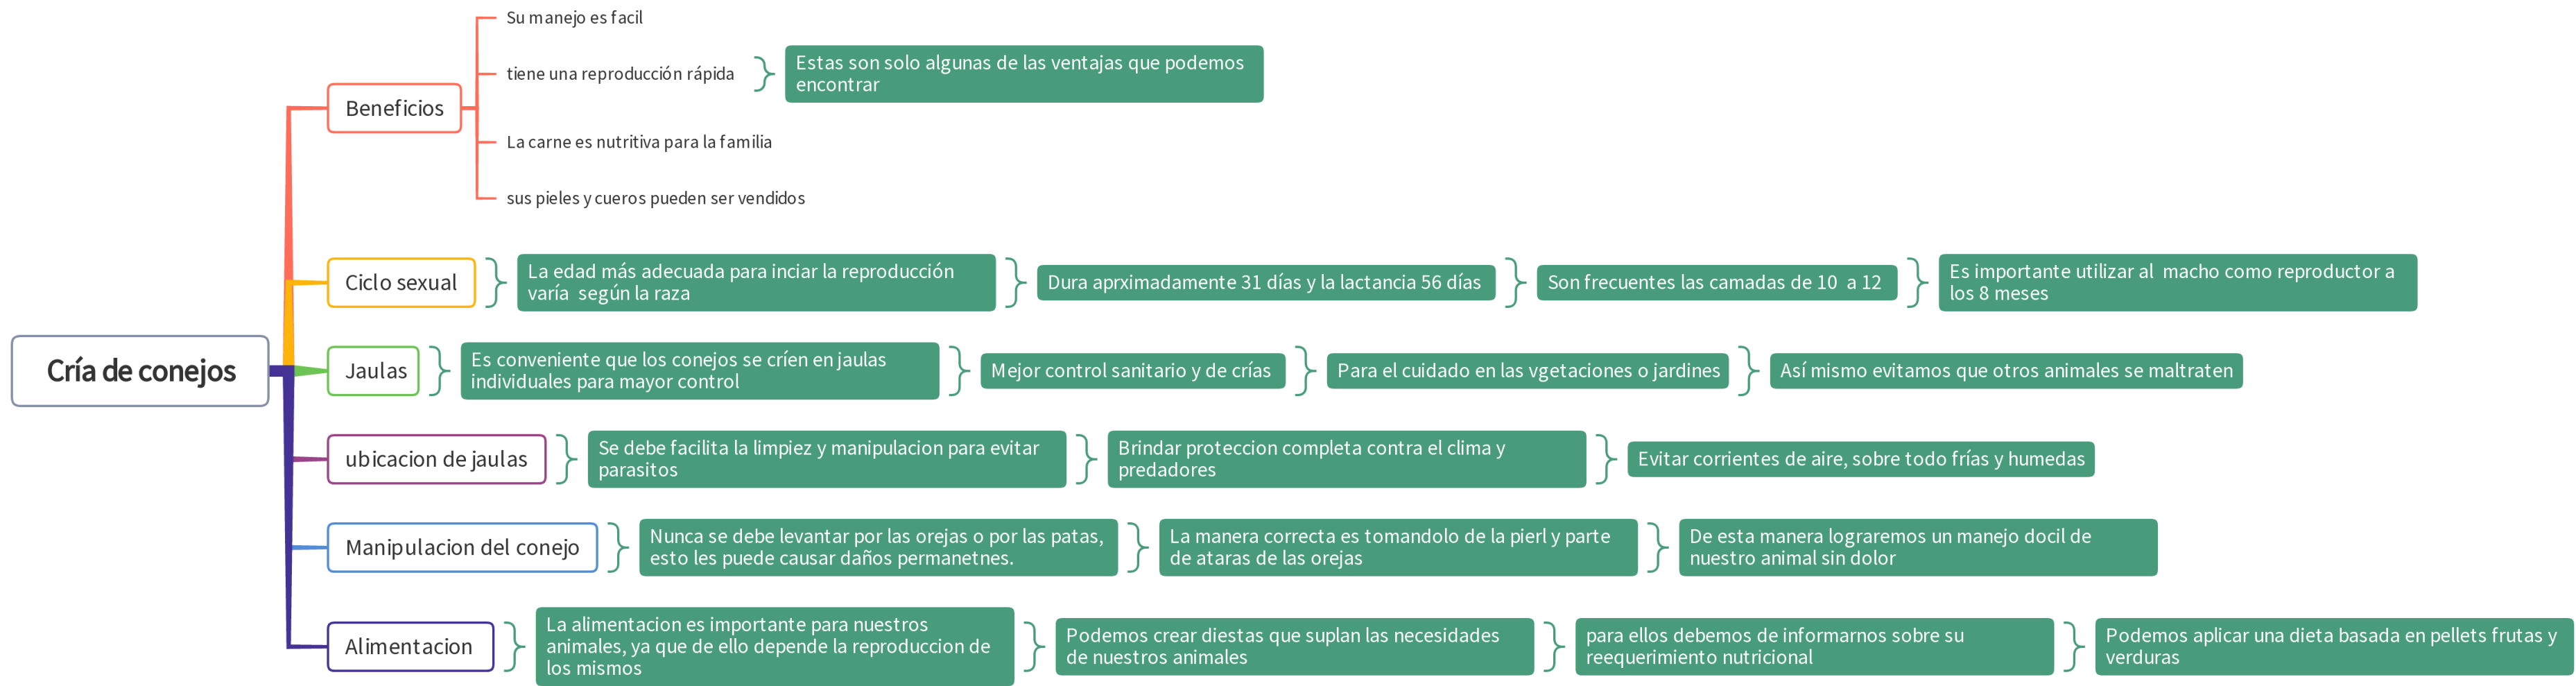 Cría de conejos
Beneficios
Su manejo es facil
tiene una reproducción rápida
Estas son solo algunas de las ventajas que podemos
encontrar
La carne es nutritiva para la familia
sus pieles y cueros pueden ser vendidos
Ciclo sexual
La edad más adecuada para inciar la reproducción
varía  según la raza
Dura aprximadamente 31 días y la lactancia 56 días
Son frecuentes las camadas de 10  a 12
Es importante utilizar al  macho como reproductor a
los 8 meses
Jaulas
Es conveniente que los conejos se críen en jaulas
individuales para mayor control
Mejor control sanitario y de crías
Para el cuidado en las vgetaciones o jardines
Así mismo evitamos que otros animales se maltraten
ubicacion de jaulas
Se debe facilita la limpiez y manipulacion para evitar
parasitos
Brindar proteccion completa contra el clima y
predadores
Evitar corrientes de aire, sobre todo frías y humedas
Manipulacion del conejo
Nunca se debe levantar por las orejas o por las patas,
esto les puede causar daños permanetnes.
La manera correcta es tomandolo de la pierl y parte
de ataras de las orejas
De esta manera lograremos un manejo docil de
nuestro animal sin dolor
Alimentacion
La alimentacion es importante para nuestros
animales, ya que de ello depende la reproduccion de
los mismos
Podemos crear diestas que suplan las necesidades
de nuestros animales
para ellos debemos de informarnos sobre su
reequerimiento nutricional
Podemos aplicar una dieta basada en pellets frutas y
verduras